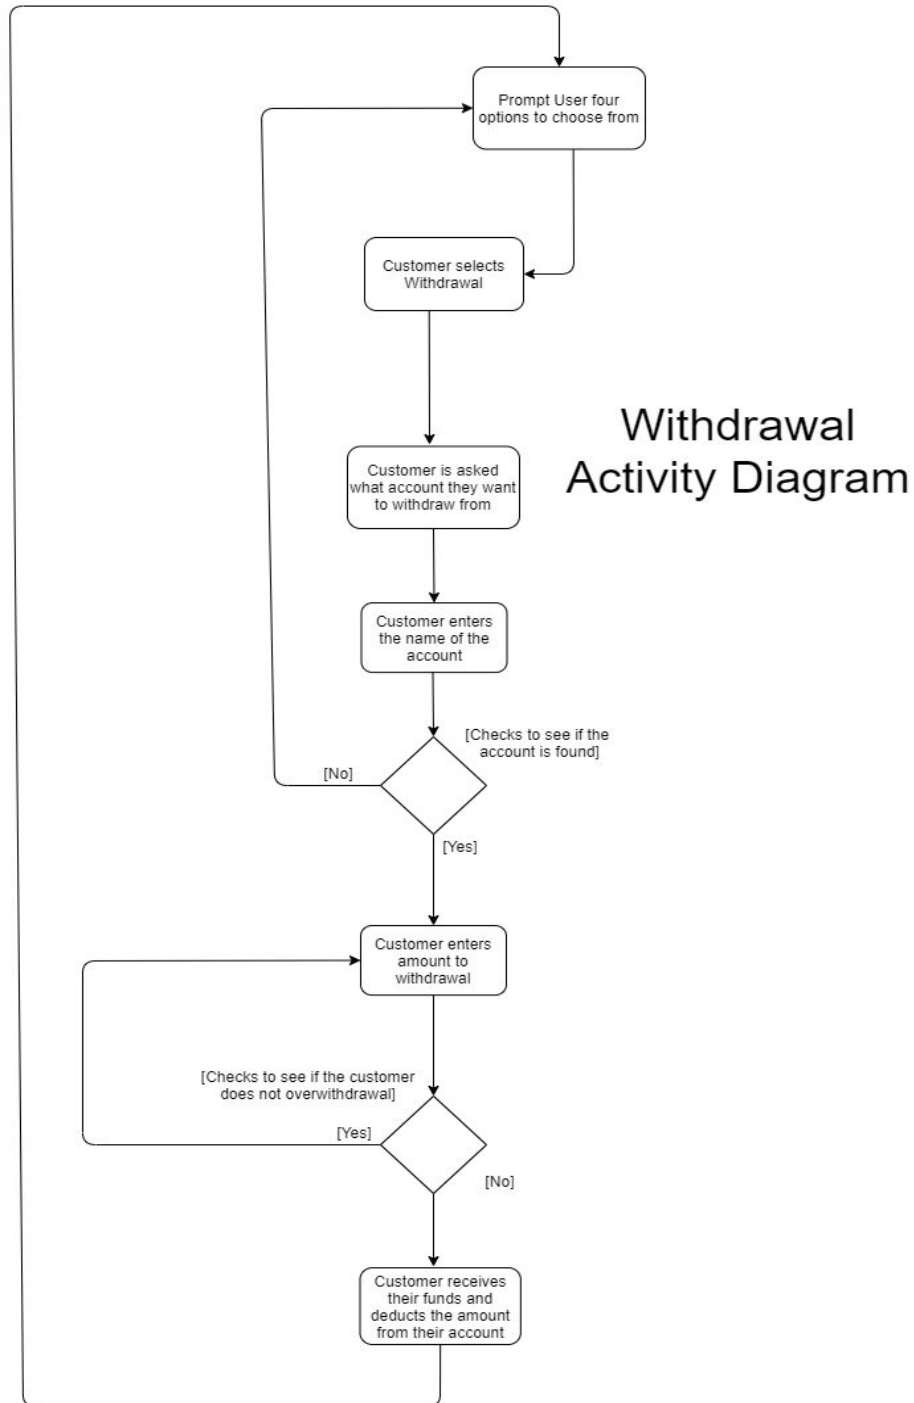 Prompt User four
options to choose from
Customer selects
Withdrawal
Withdrawal
Activity Diagram
Customer is asked
what account they want
to withdraw from
Customer enters
the name of the
account
[Checks to see if the
account is found]
[No]
[Yes]
Customer enters
amount to
withdrawal
[Checks to see if the customer
does not overwithdrawal]
[Yes]
[No]
Customer receives
their funds and
deducts the amount
from their account